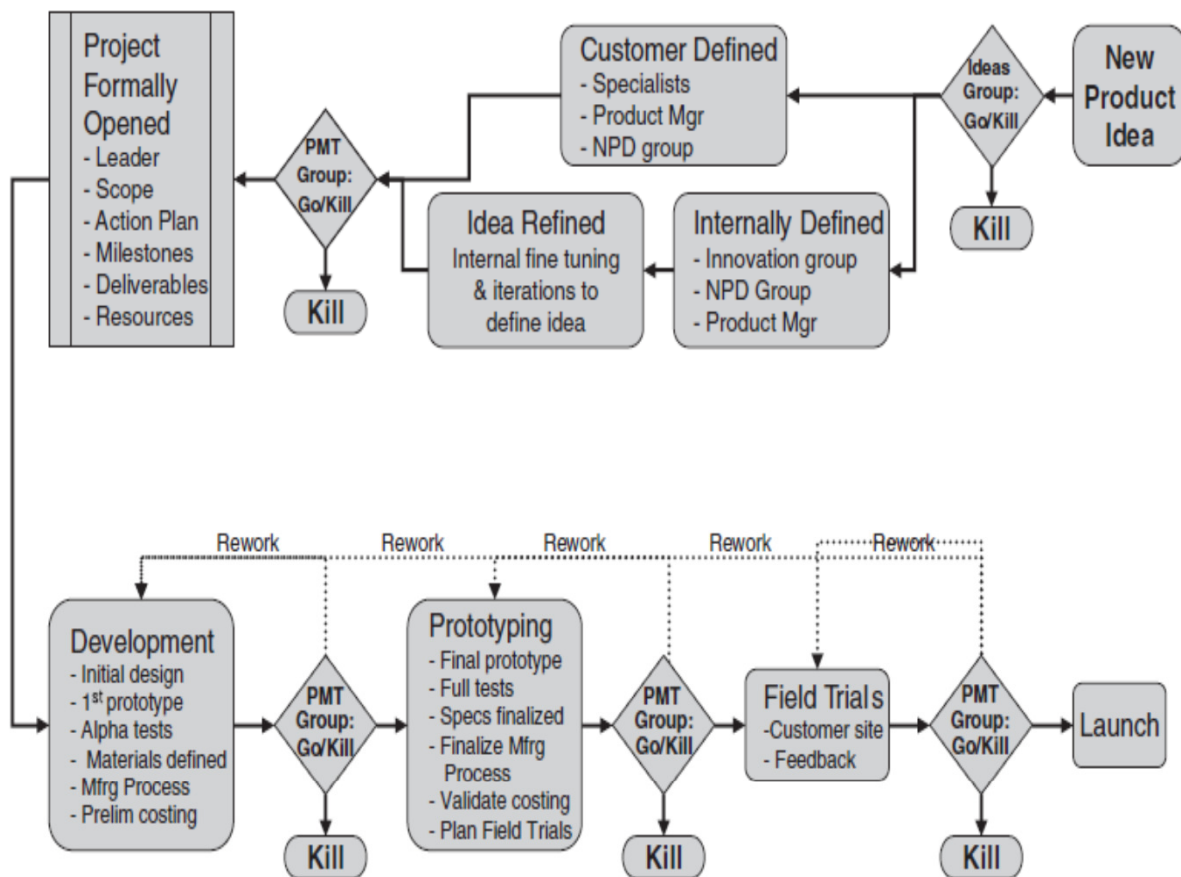 Project
Formally
Opened
- Leader
- Scope
- Action Plan
- Milestones
- Deliverables
- Resources
PMT
Group:
Go/Kill
Kill
Customer Defined
- Specialists
- Product Mgr
- NPD group
Idea Refined
Internal fine tuning
& iterations to
define idea
Internally Defined
- Innovation group
- NPD Group
- Product Mgr
Ideas
Group:
Go/Kill
Kill
New
Product
Idea
Rework
Rework
Rework
Rework
Rework
Development
- Initial design
- 1st prototype
- Alpha tests
- Materials defined
- Mfrg Process
- Prelim costing
PMT
Group:
Go/Kill
Kill
Prototyping
- Final prototype
- Full tests
- Specs finalized
- Finalize Mfrg
Process
- Validate costing
- Plan Field Trials
PMT
Group:
Go/Kill
Kill
Field Trials
-Customer site
- Feedback
PMT
Group:
Go/Kill
Kill
Launch